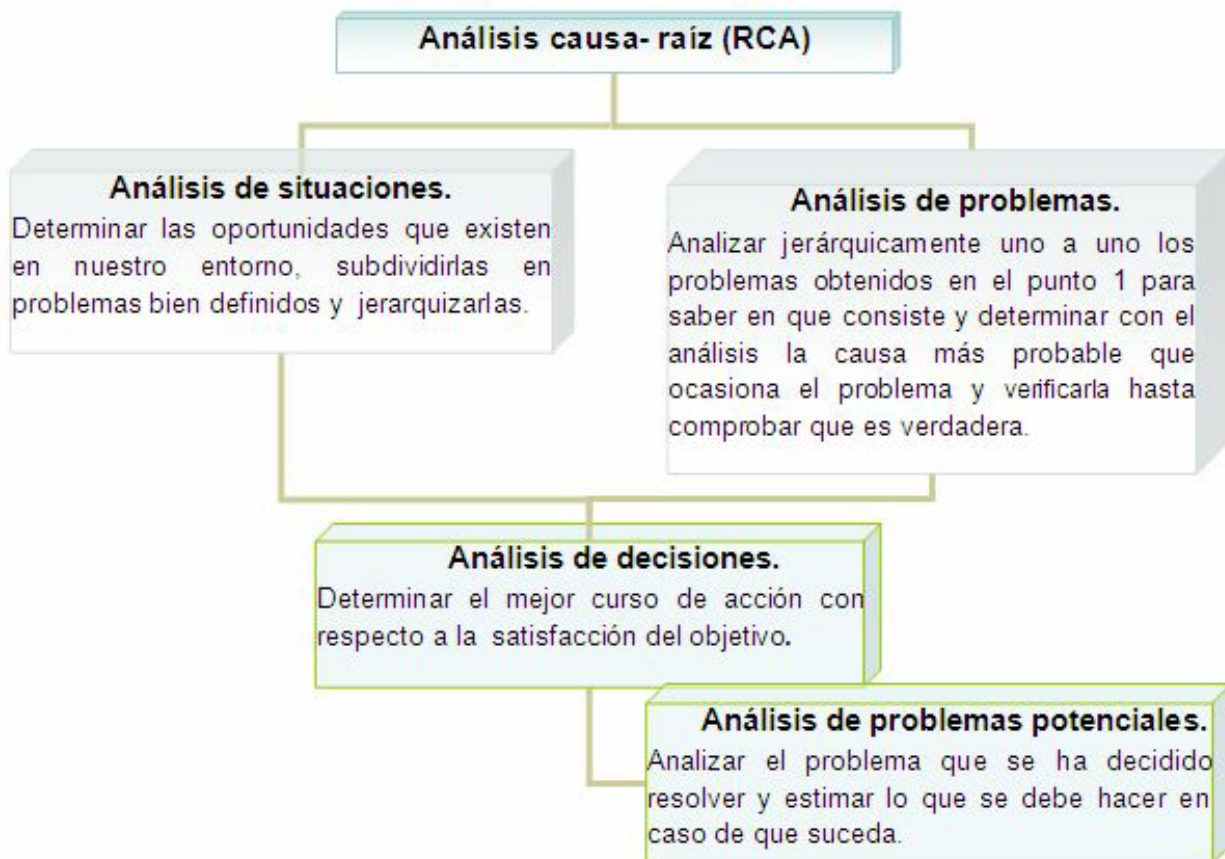 Análisis causa- raíz (RCA)
Análisis de situaciones.
Determinar las oportunidades que existen
en nuestro entorno, subdividirlas en
problemas bien definidos y jerarquizarlas.
Análisis de problemas.
Analizar jerárquicamente uno a uno los
problemas obtenidos en el punto 1 para
saber en que consiste y determinar con el
análisis la causa más probable que
ocasiona el problema y verificarla hasta
comprobar que es verdadera.
Análisis de decisiones.
Determinar el mejor curso de acción con
respecto a la satisfacción del objetivo.
Análisis de problemas potenciales.
Analizar el problema que se ha decidido
resolver y estimar lo que se debe hacer en
caso de que suceda.